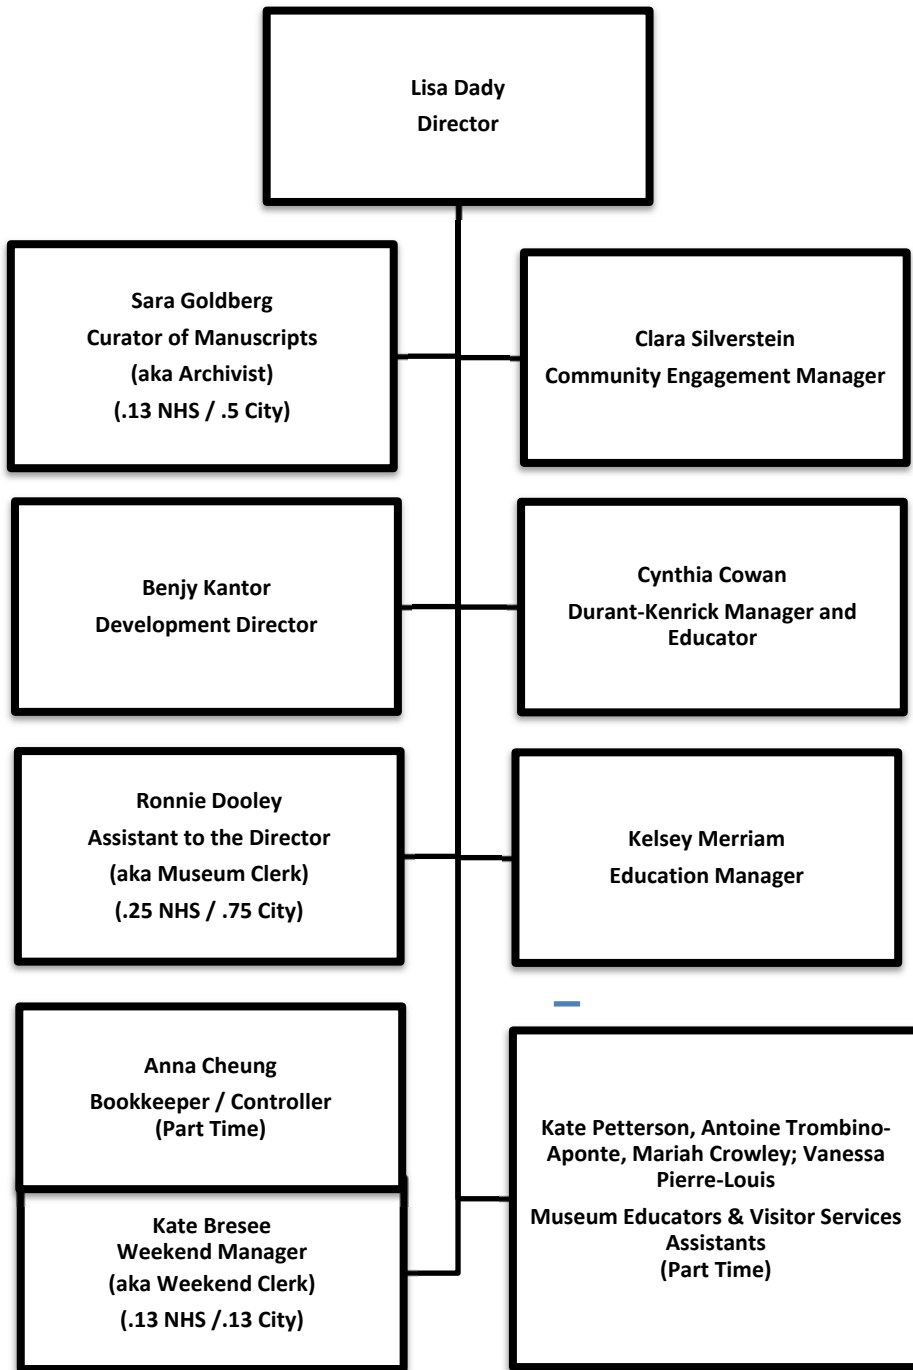 Lisa Dady
Director
Sara Goldberg
Curator of Manuscripts
(aka Archivist)
(.13 NHS / .5 City)
Clara Silverstein
Community Engagement Manager
Benjy Kantor
Development Director
Cynthia Cowan
Durant-Kenrick Manager and
Educator
Ronnie Dooley
Assistant to the Director
(aka Museum Clerk)
(.25 NHS / .75 City)
Kelsey Merriam
Education Manager
Anna Cheung
Bookkeeper / Controller
(Part Time)
Kate Bresee
Weekend Manager
(aka Weekend Clerk)
(.13 NHS /.13 City)
Kate Petterson, Antoine Trombino-
Aponte, Mariah Crowley; Vanessa
Pierre-Louis
Museum Educators & Visitor Services
Assistants
(Part Time)